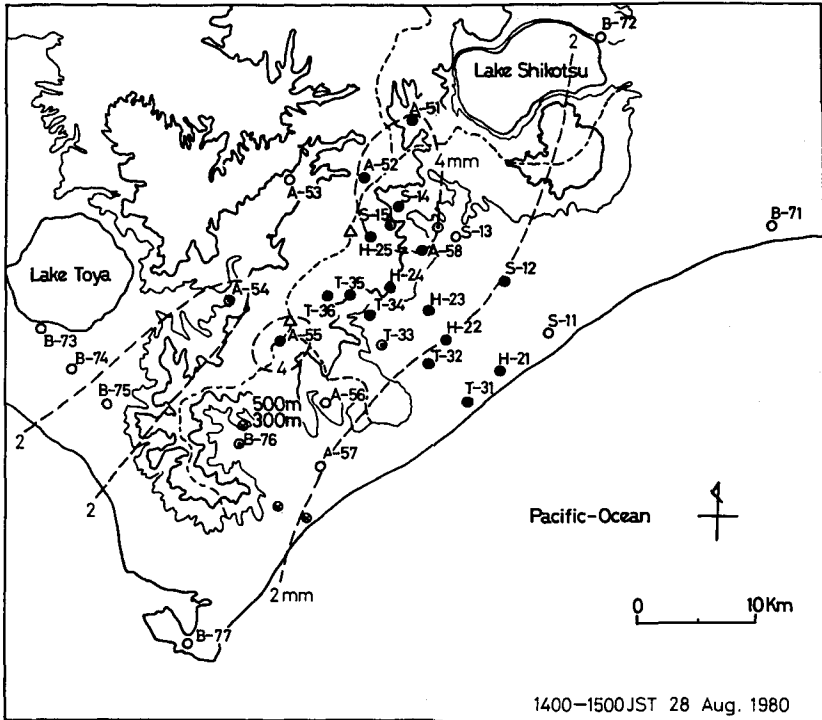 B-72
2
Lake Shikotsu
A-51
4mm
A-52
A-53
S-14
S-15
S-13
B-71
H-25
A-58
Lake Toya
S-12
H-24
T-35
A-54
T-36
T-34
H-23
S-11
B-73
A-55
T-33
H-22
B-74
4
T-32
H-21
B-75
500m
A-56
T-31
300m
2
B-76
A-57
2
Pacific-Ocean
2mm
0
10Km
B-77
1400-1500JST 28 Aug. 1980